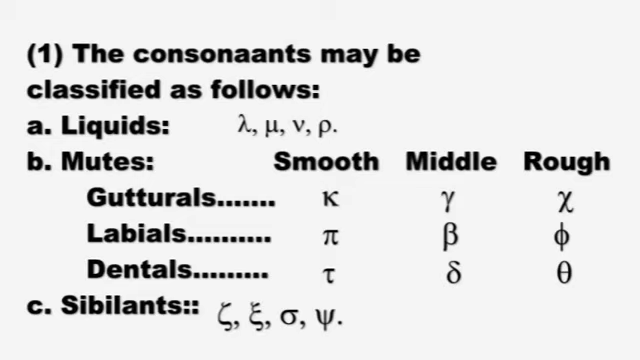 (1) The consonaants may be
classified as follows:
a. Liquids: λ, μ, ν, ρ.
b. Mutes: Smooth Middle Rough
Gutturals....... κ γ χ
Labials.......... π β ϕ
Dentals......... τ δ θ
c. Sibilants:: ζ, ξ, σ, ψ.